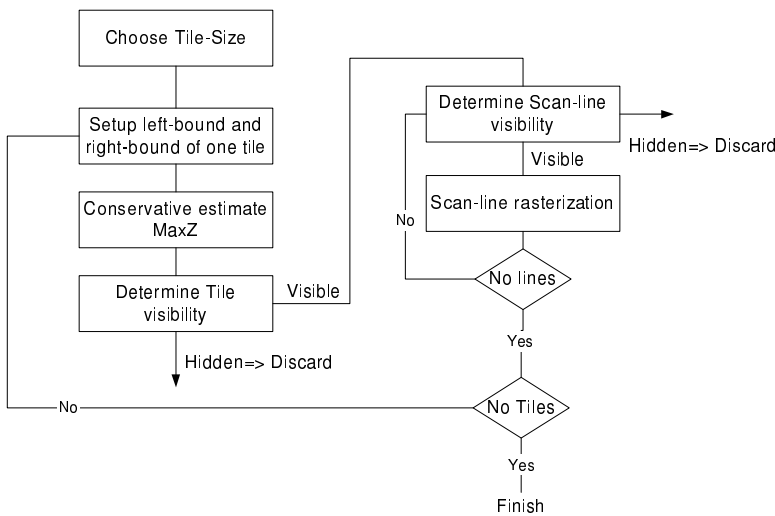 Choose Tile-Size
Setup left-bound and
right-bound of one tile
Conservative estimate
MaxZ
Determine Tile
visibility
Visible
Hidden=> Discard
Determine Scan-line
visibility
Hidden=> Discard
Visible
Scan-line rasterization
No
No lines
Yes
No Tiles
No
Yes
Finish